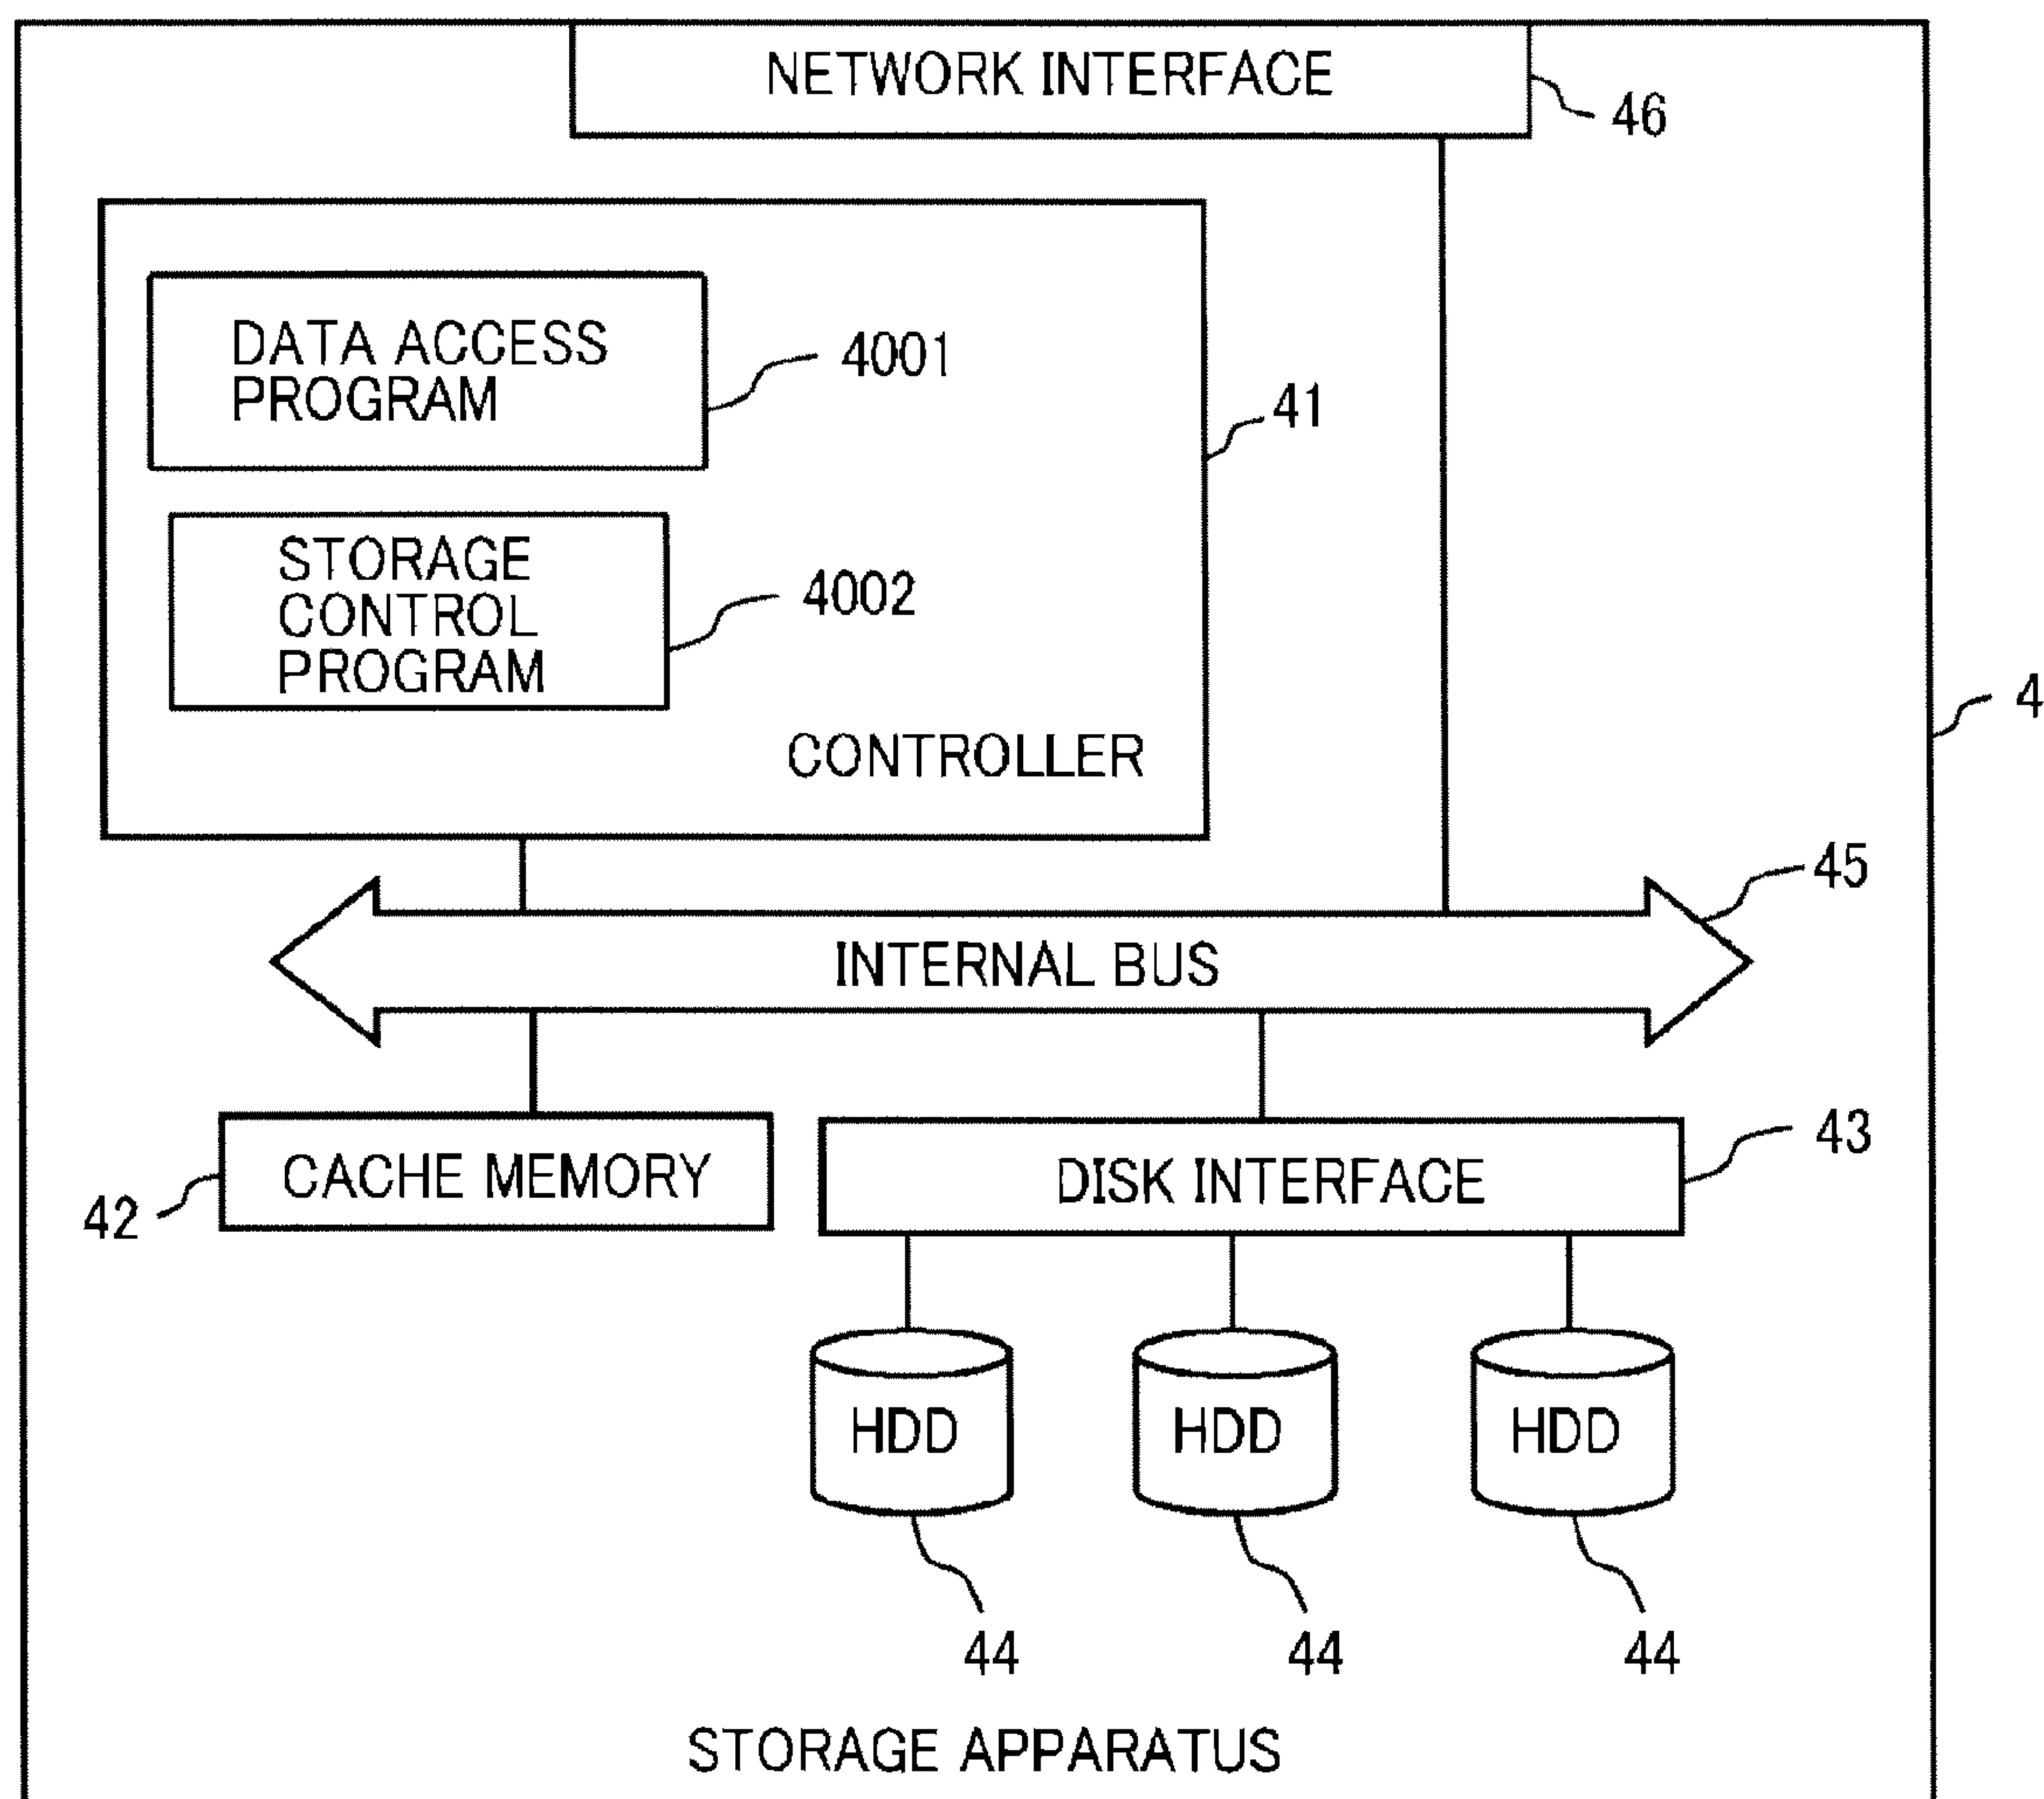 NETWORK INTERFACE
46
DATA ACCESS
PROGRAM
4001
41
STORAGE
CONTROL
PROGRAM
4002
4
CONTROLLER
45
INTERNAL BUS
CACHE MEMORY
42
DISK INTERFACE
43
HDD
HDD
HDD
44
44
44
STORAGE APPARATUS